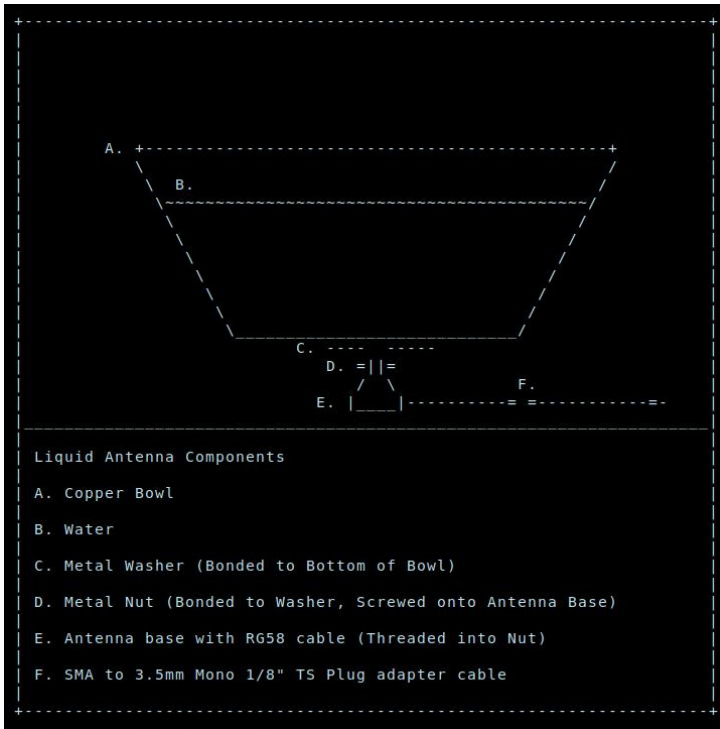 A.
B.
C.
D.
F.
E.
Liquid Antenna Components
A. Copper Bowl
B. Water
C. Metal Washer (Bonded to Bottom of Bowl)
D. Metal Nut (Bonded to Washer, Screwed onto Antenna Base)
E. Antenna base with RG58 cable (Threaded into Nut)
F. SMA to 3.5mm Mono 1/8" TS Plug adapter cable